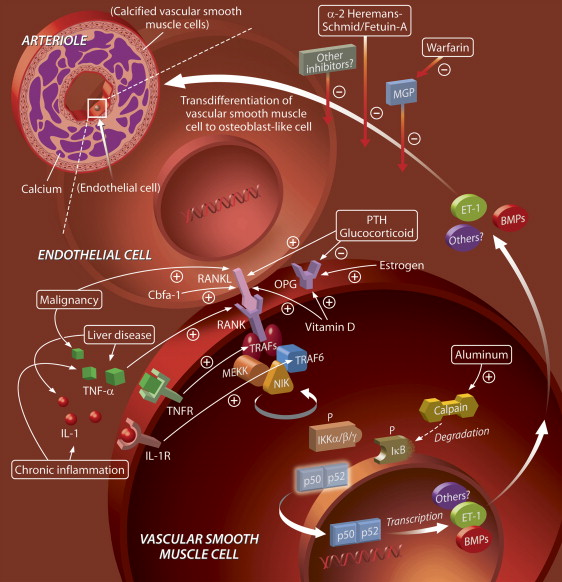 ARTERIOLE
(Calcified vascular smooth
muscle cells)
α-2 Heremans-
Schmid/Fetuin-A
Warfarin
Other
inhibitors?
MGP
Transdifferentiation of
vascular smooth muscle
cell to osteoblast-like cell
Calcium
(Endothelial cell)
ET-1
BMPs
Others?
PTH
Glucocorticoid
ENDOTHELIAL CELL
RANKL
OPG
Estrogen
Cbfa-1
Malignancy
RANK
Vitamin D
Liver disease
TRAFs
TRAF6
MEKK
NIK
Aluminum
TNF-α
TNFR
Calpain
IL-1
IL-1R
P
IKKα/β/γ
P
IκB
Degradation
Chronic inflammation
p50
p52
Others?
p50
p52
Transcription
ET-1
BMPs
VASCULAR SMOOTH
MUSCLE CELL